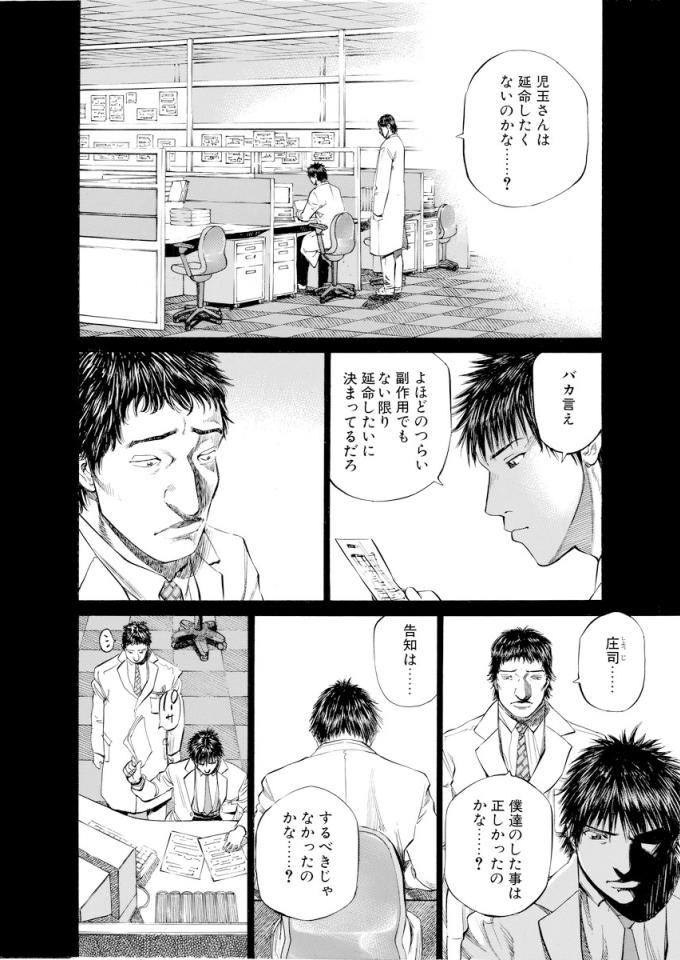 児玉さんは
延命したく
ないのかな……?
バカ言え
よほどのつらい
副作用でも
ない限り
延命したいに
決まってるだろ
庄司……
しょうじ
僕達のした事は
正しかったの
かな……?
告知は……
するべきじゃ
なかったの
かな……?